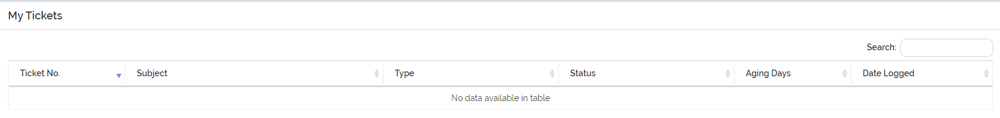 My Tickets
Search:
Ticket No. Subject Type Status Aging Days Date Logged
No data available in table